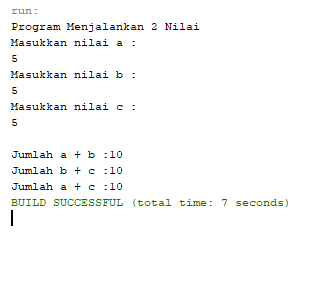 run:
Program Menjalankan 2 Nilai
Masukkan nilai a :
5
Masukkan nilai b :
5
Masukkan nilai c :
5
Jumlah a + b :10
Jumlah b + c :10
Jumlah a + c :10
BUILD SUCCESSFUL (total time: 7 seconds)